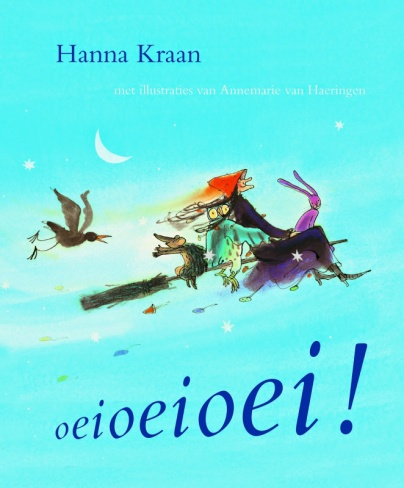 Hanna Kraan
met illustraties van Annemarie van Haeringen
oeioeioei!